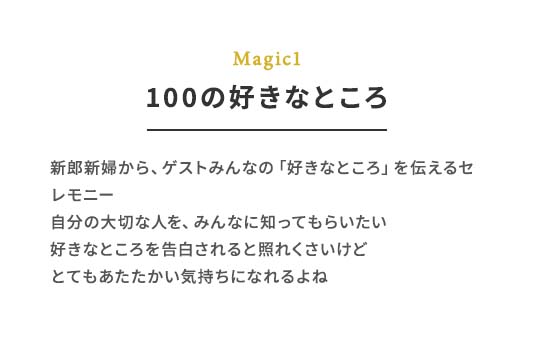 Magic1
100の好きなところ
新郎新婦から、ゲストみんなの「好きなところ」を伝えるセ
レモニー
自分の大切な人を、みんなに知ってもらいたい
好きなところを告白されると照れくさいけど
とてもあたたかい気持ちになれるよね